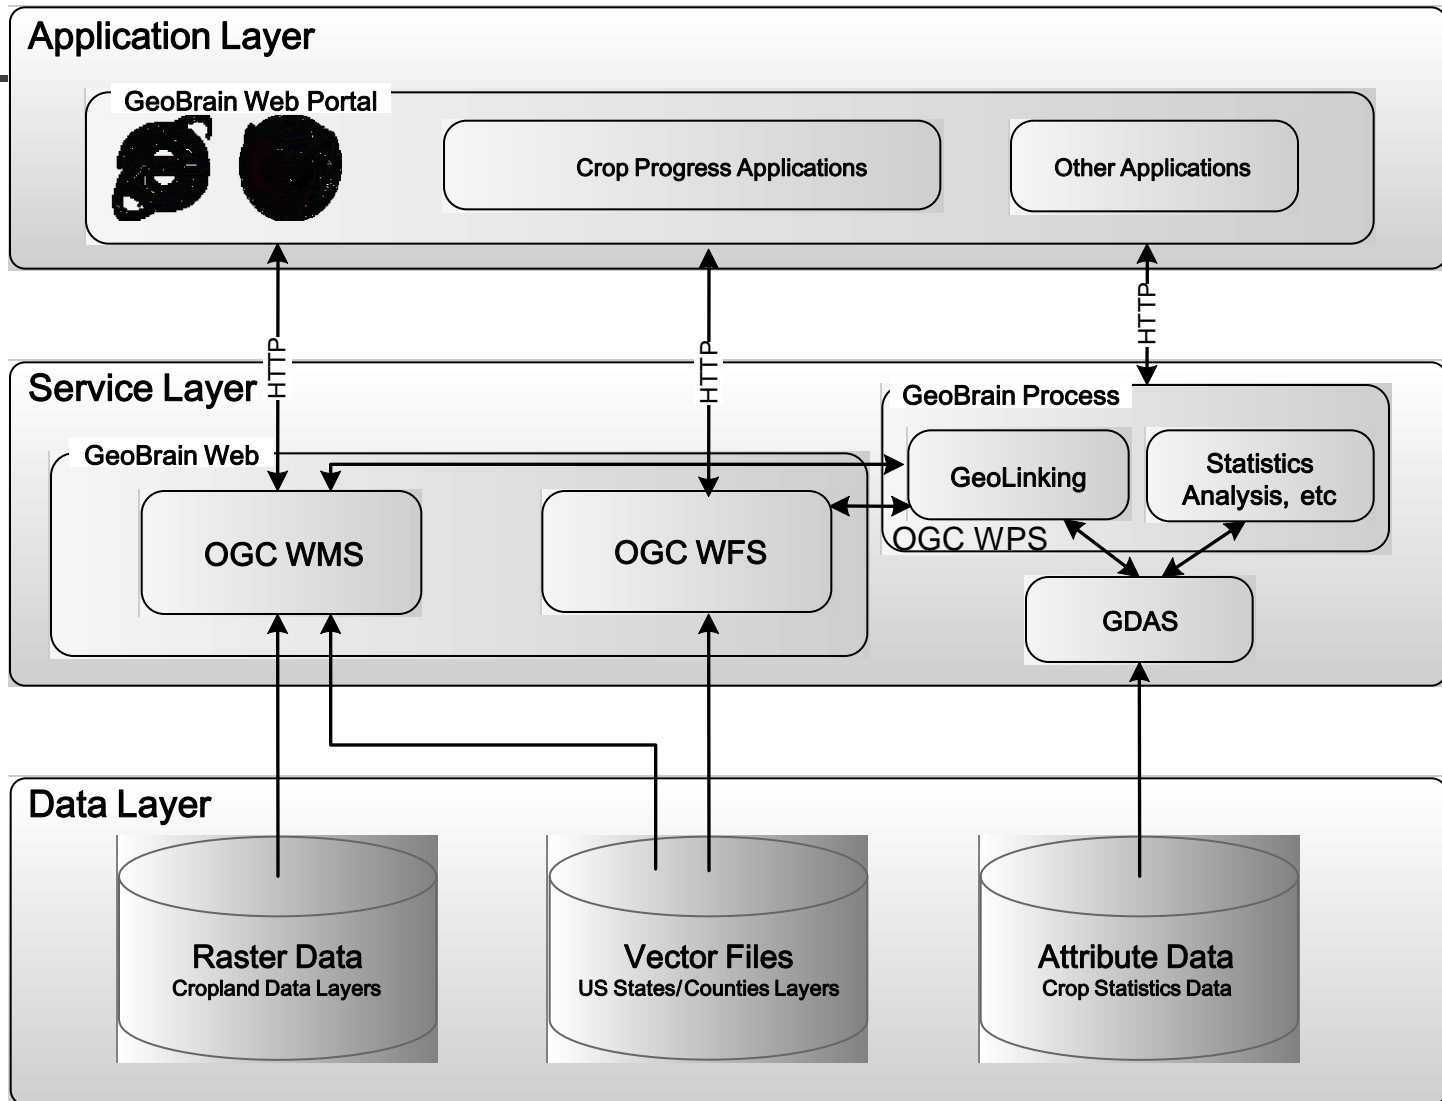 Application Layer
GeoBrain Web Portal
Crop Progress Applications
Other Applications
HTTP
HTTP
HTTP
Service Layer
GeoBrain Process
GeoBrain Web
GeoLinking
Statistics
Analysis, etc
OGC WMS
OGC WFS
OGC WPS
GDAS
Data Layer
Raster Data
Cropland Data Layers
Vector Files
US States/Counties Layers
Attribute Data
Crop Statistics Data